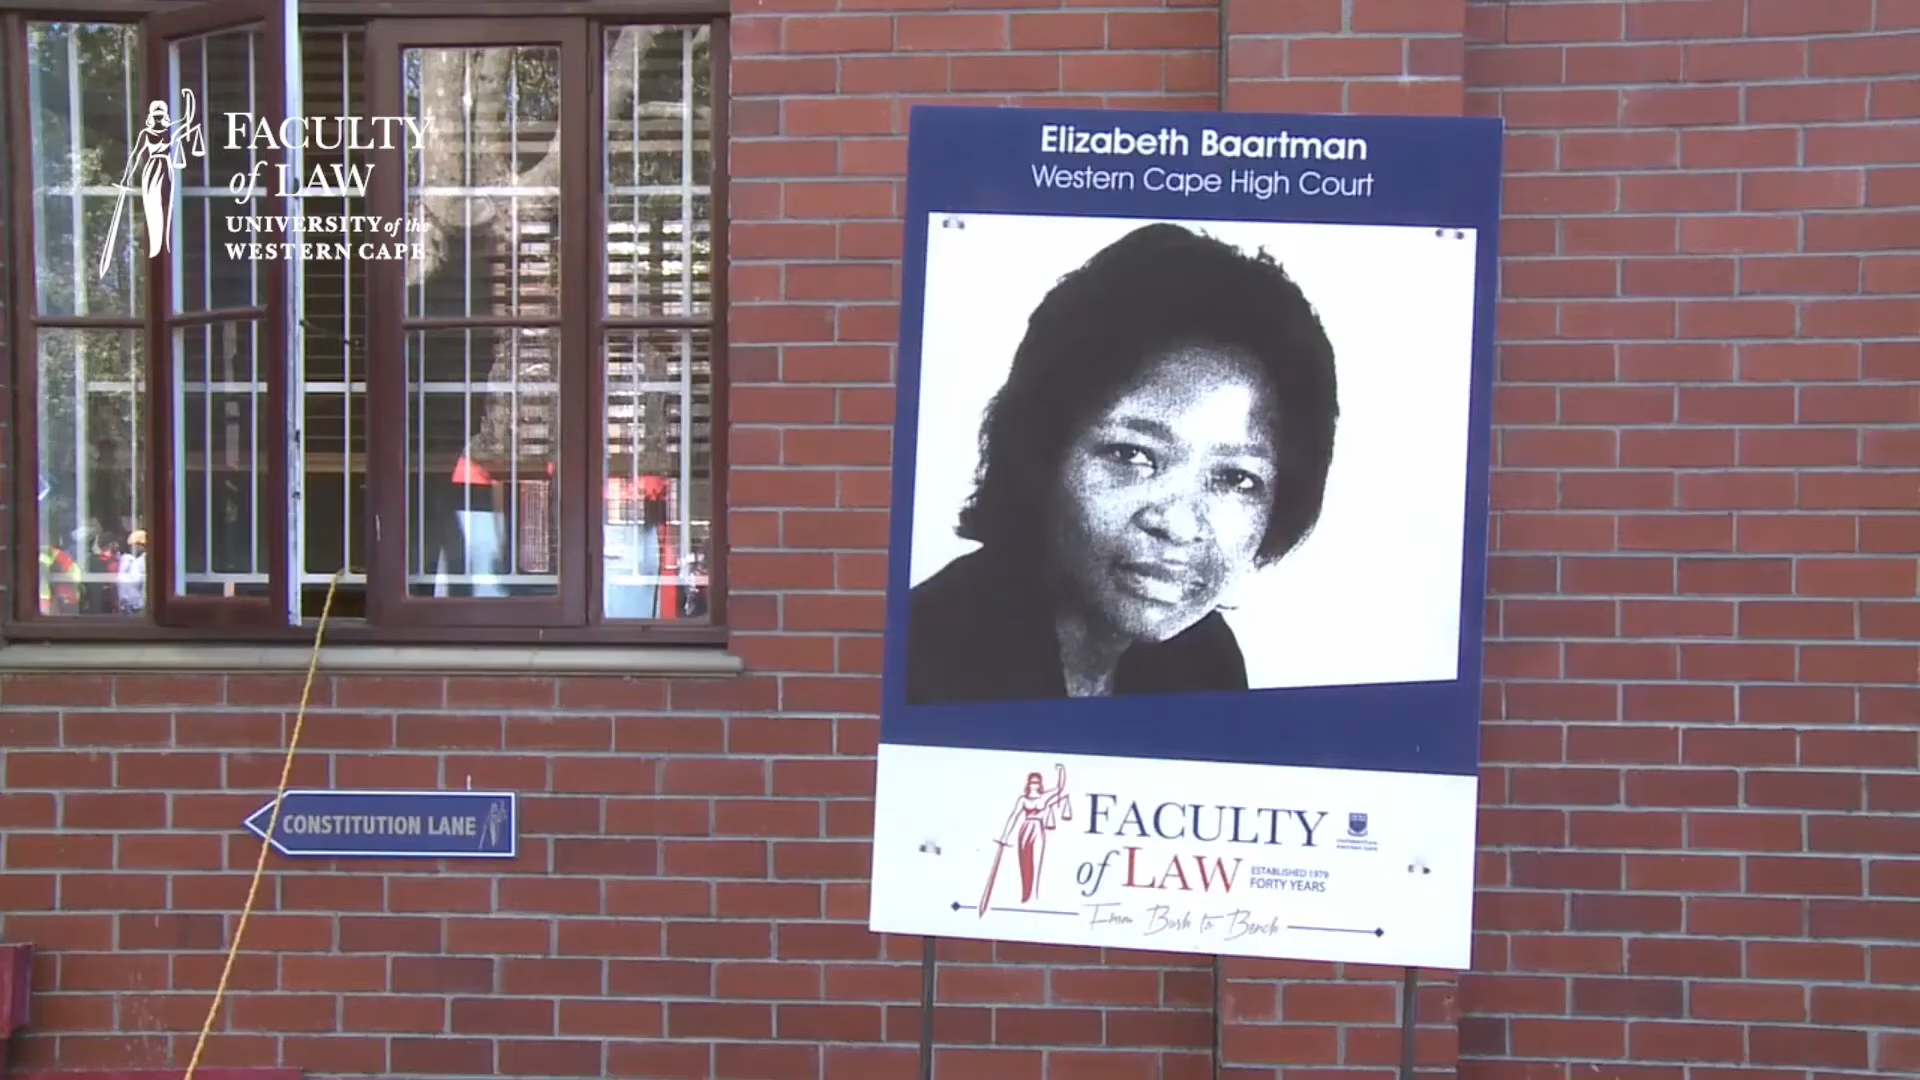 FACULTY
of LAW
UNIVERSITY of the
WESTERN CAPE
Elizabeth Baartman
Western Cape High Court
CONSTITUTION LANE
FACULTY
of LAW
ESTABLISHED 1979
FORTY YEARS
From Bush to Bench